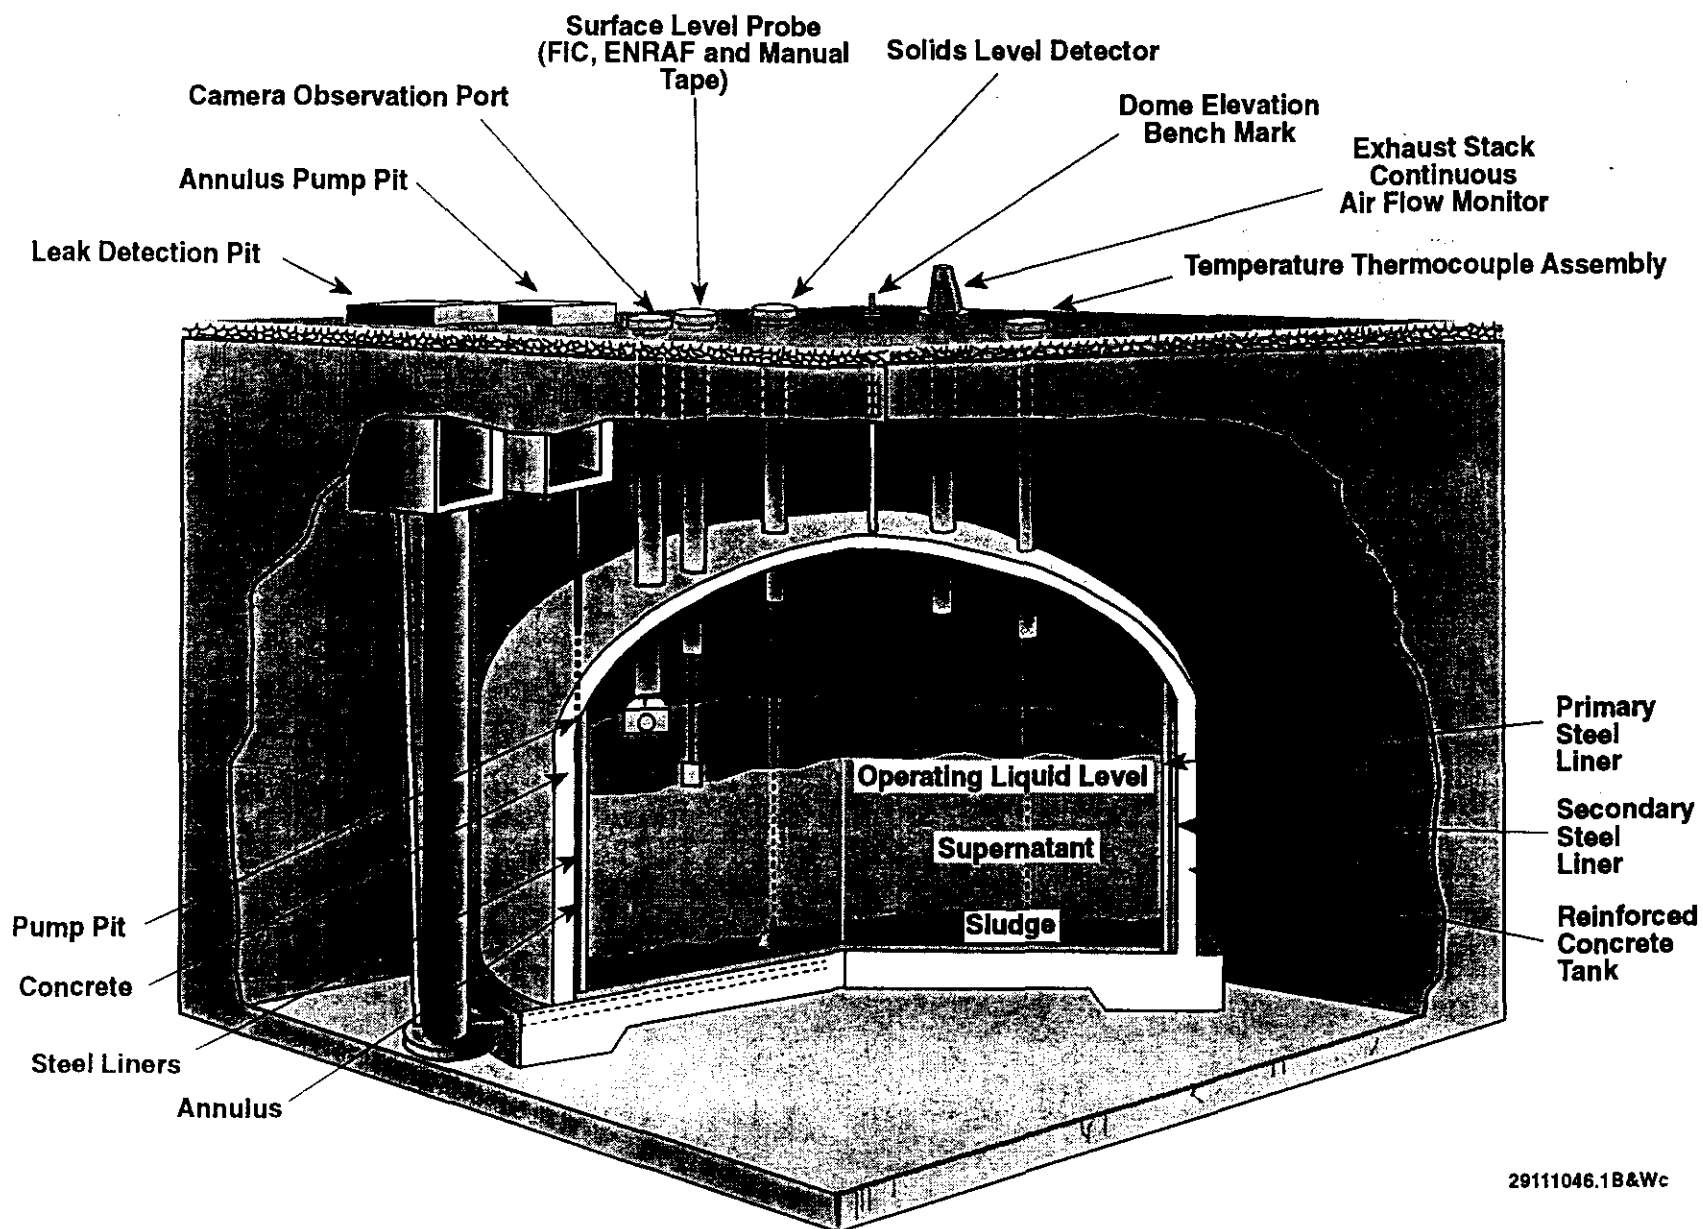 Surface Level Probe
(FIC, ENRAF and Manual
Tape)
Solids Level Detector
Camera Observation Port
Dome Elevation
Bench Mark
Exhaust Stack
Continuous
Air Flow Monitor
Annulus Pump Pit
Leak Detection Pit
Temperature Thermocouple Assembly
Primary
Steel
Liner
Operating Liquid Level
Secondary
Steel
Liner
Supernatant
Sludge
Reinforced
Concrete
Tank
Pump Pit
Concrete
Steel Liners
Annulus
29111046.1B&Wc